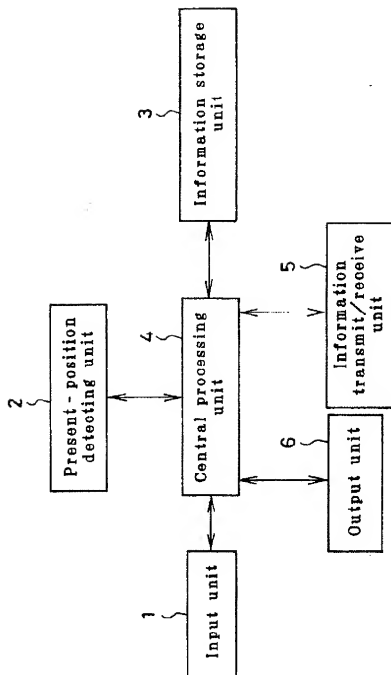 1
Input unit
2
Present-position
detecting unit
4
Central processing
unit
3
Information storage
unit
6
Output unit
5
Information
transmit/receive
unit